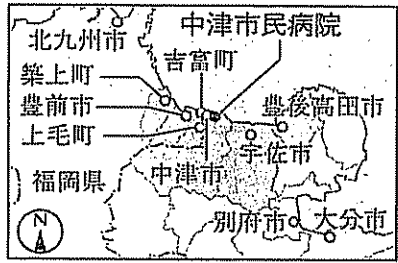 中津市民病院
北九州市
吉富町
築上町
豊前市
豊後高田市
上毛町
宇佐市
福岡県
中津市
別府市
大分市
N